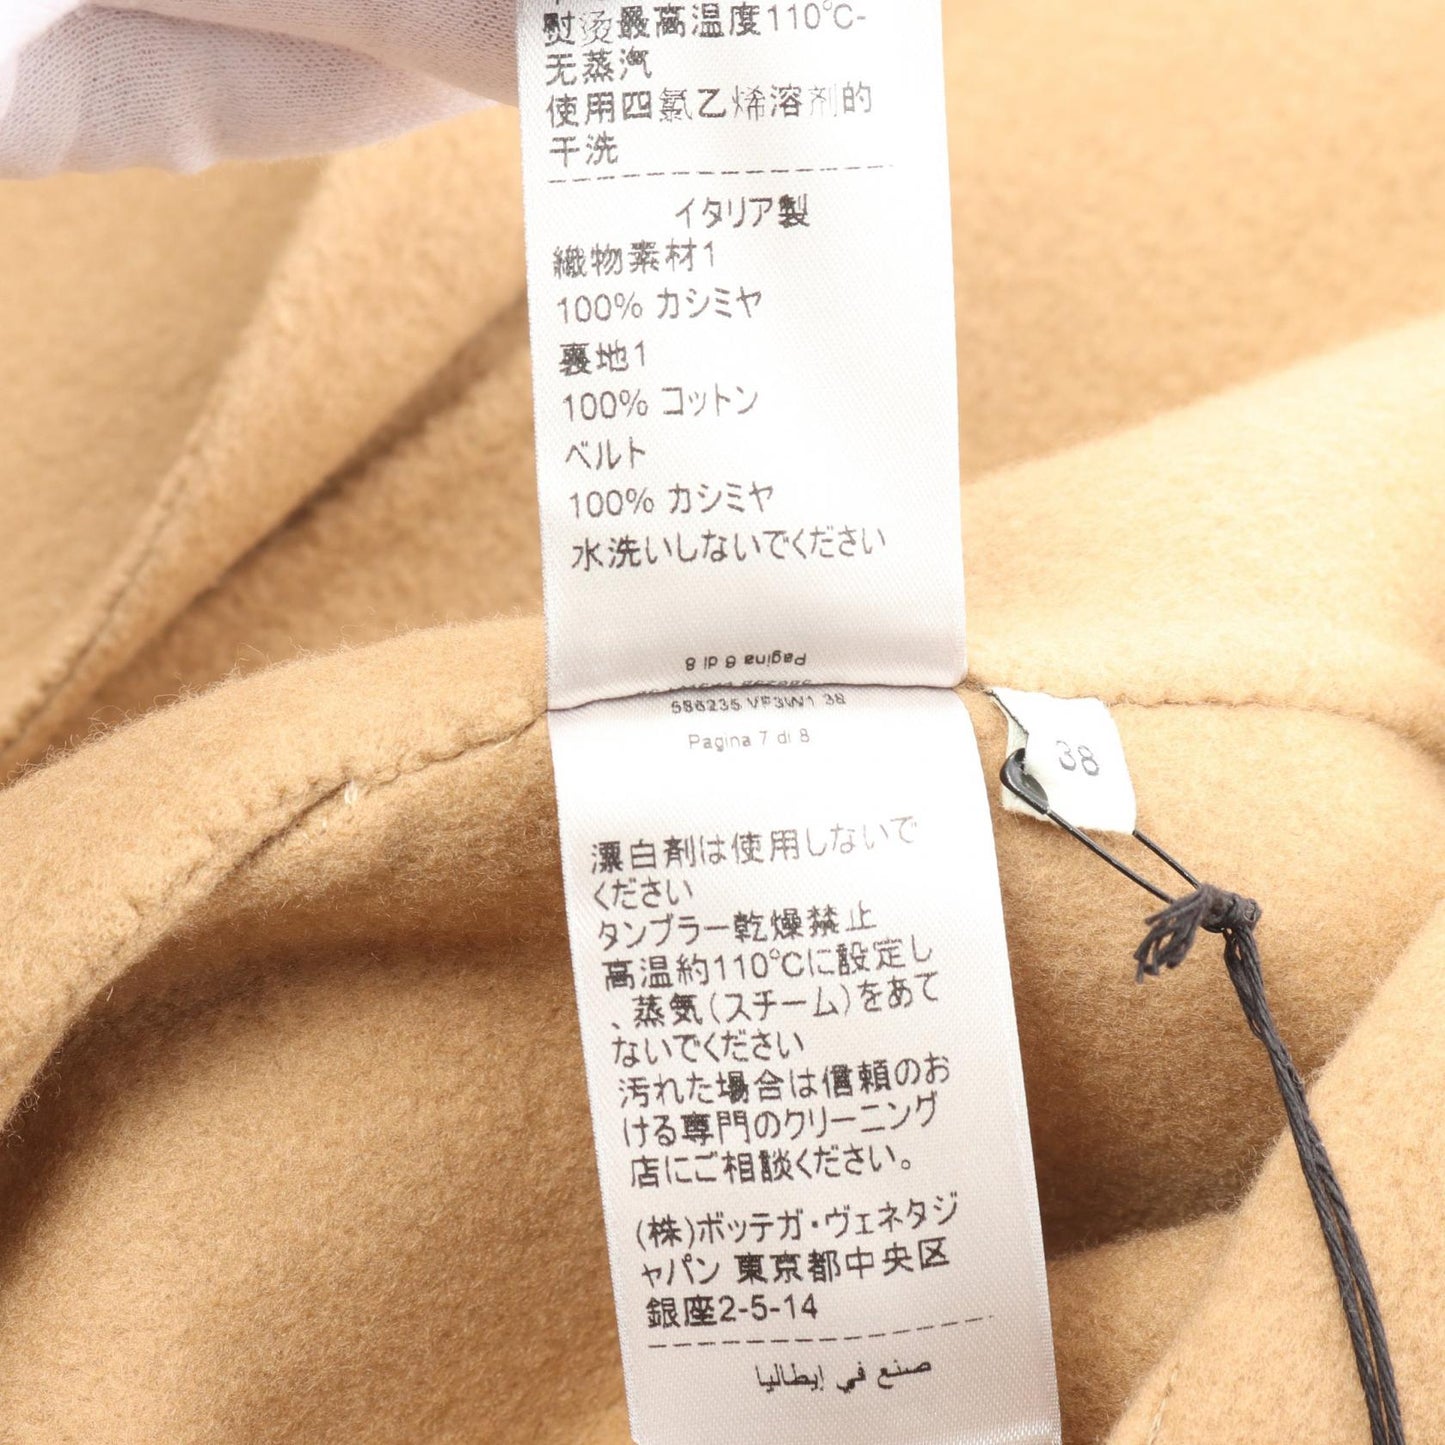 熨烫最高温度110°C-
无蒸汽
使用四氯乙烯溶剂的
干洗
イタリア製
織物素材1
100% カシミヤ
裏地1
100% コットン
ベルト
100% カシミヤ
水洗いしないでください
Pagina 6 di 8
586235 VF3W1 38
Pagina 7 di 8
38
漂白剤は使用しないで
ください
タンブラー乾燥禁止
高温約110°Cに設定し
、蒸気(スチーム)をあて
ないでください
汚れた場合は信頼のお
ける専門のクリーニング
店にご相談ください。
(株)ボッテガ・ヴェネタジ
ャパン 東京都中央区
銀座2-5-14
صنع في إيطاليا